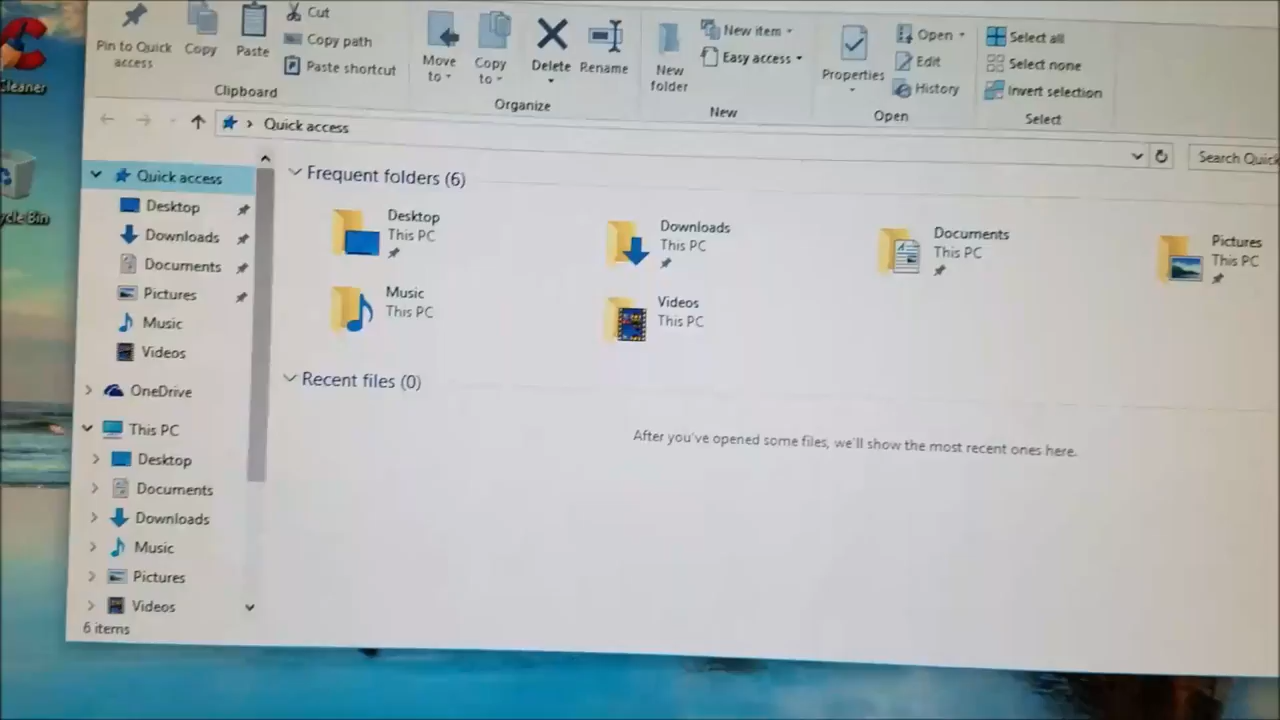 Cleaner
ycle Bin
Pin to Quick
access
Copy
Paste
Cut
Copy path
Paste shortcut
Clipboard
Move
to
Copy
to
Delete
Rename
Organize
New
folder
New item
Easy access
New
Properties
Open
Edit
History
Open
Select all
Select none
Invert selection
Select
Quick access
Search Quick
Quick access
Desktop
Downloads
Documents
Pictures
Music
Videos
OneDrive
This PC
Desktop
Documents
Downloads
Music
Pictures
Videos
6 items
Frequent folders (6)
Desktop
This PC
Downloads
This PC
Documents
This PC
Pictures
This PC
Music
This PC
Videos
This PC
Recent files (0)
After you've opened some files, we'll show the most recent ones here.